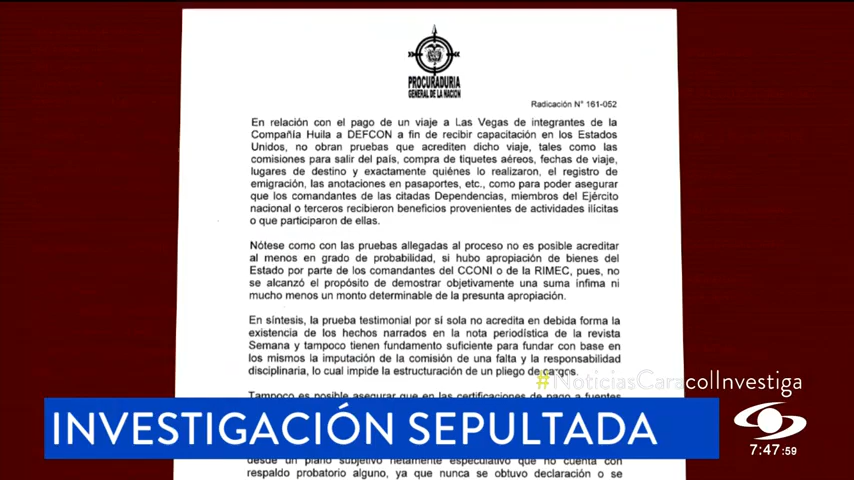 PROCURADURIA
GENERAL DE LA NACION
Radicación N° 161-052
En relación con el pago de un viaje a Las Vegas de integrantes de la
Compañía Huila a DEFCON a fin de recibir capacitación en los Estados
Unidos, no obran pruebas que acrediten dicho viaje, tales como las
comisiones para salir del país, compra de tiquetes aéreos, fechas de viaje,
lugares de destino y exactamente quiénes lo realizaron, el registro de
emigración, las anotaciones en pasaportes, etc., como para poder asegurar
que los comandantes de las citadas Dependencias, miembros del Ejército
nacional o terceros recibieron beneficios provenientes de actividades ilícitas
o que participaron de ellas.
Nótese como con las pruebas allegadas al proceso no es posible acreditar
al menos en grado de probabilidad, si hubo apropiación de bienes del
Estado por parte de los comandantes del CCONI o de la RIMEC, pues, no
se alcanzó el propósito de demostrar objetivamente una suma ínfima ni
mucho menos un monto determinable de la presunta apropiación.
En síntesis, la prueba testimonial por sí sola no acredita en debida forma la
existencia de los hechos narrados en la nota periodística de la revista
Semana y tampoco tienen fundamento suficiente para fundar con base en
los mismos la imputación de la comisión de una falta y la responsabilidad
disciplinaria, lo cual impide la estructuración de un pliego de cargos.
#NoticiasCaracolInvestiga
Tampoco es posible asegurar que en las certificaciones de pago a fuentes
INVESTIGACIÓN SEPULTADA
7:47:59
desde un plano subjetivo netamente especulativo que no cuenta con
respaldo probatorio alguno, ya que nunca se obtuvo declaración o se